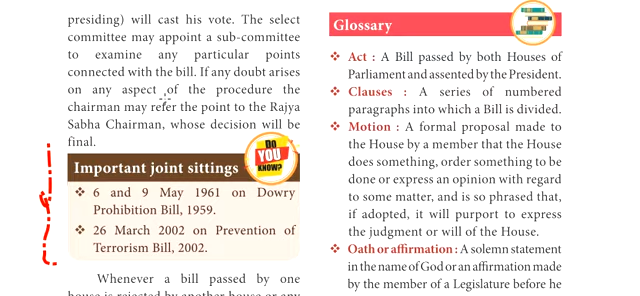 presiding) will cast his vote. The select
committee may appoint a sub-committee
to examine any particular points
connected with the bill. If any doubt arises
on any aspect of the procedure the
chairman may refer the point to the Rajya
Sabha Chairman, whose decision will be
final.
DO
YOU
KNOW?
Important joint sittings
❖ 6 and 9 May 1961 on Dowry
Prohibition Bill, 1959.
❖ 26 March 2002 on Prevention of
Terrorism Bill, 2002.
Whenever a bill passed by one
house is rejected by another house or any
Glossary
❖ Act : A Bill passed by both Houses of
Parliament and assented by the President.
❖ Clauses : A series of numbered
paragraphs into which a Bill is divided.
❖ Motion : A formal proposal made to
the House by a member that the House
does something, order something to be
done or express an opinion with regard
to some matter, and is so phrased that,
if adopted, it will purport to express
the judgment or will of the House.
❖ Oath or affirmation : A solemn statement
in the name of God or an affirmation made
by the member of Legislature before he